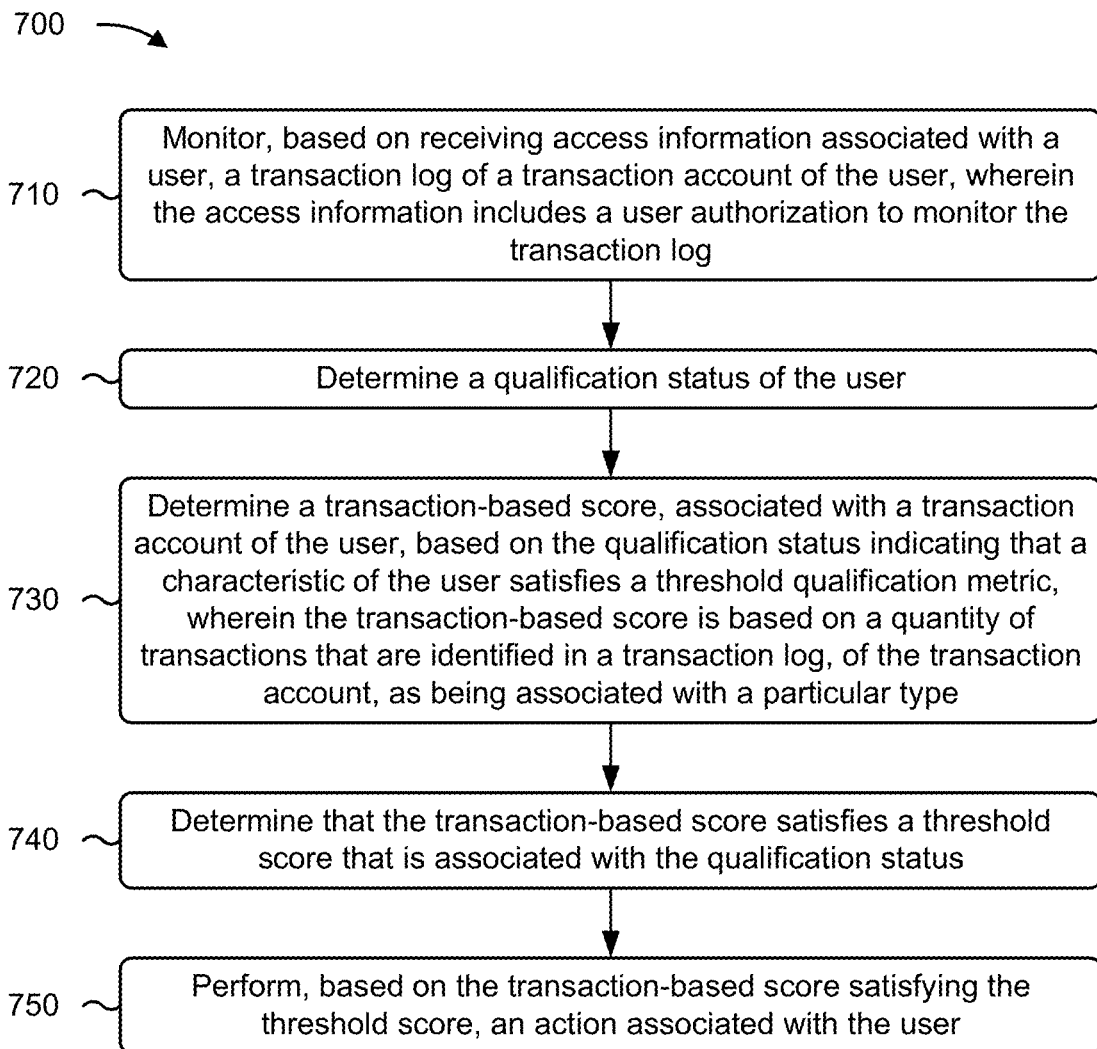 700
710
Monitor, based on receiving access information associated with a
user, a transaction log of a transaction account of the user, wherein
the access information includes a user authorization to monitor the
transaction log
720
Determine a qualification status of the user
730
Determine a transaction-based score, associated with a transaction
account of the user, based on the qualification status indicating that a
characteristic of the user satisfies a threshold qualification metric,
wherein the transaction-based score is based on a quantity of
transactions that are identified in a transaction log, of the transaction
account, as being associated with a particular type
740
Determine that the transaction-based score satisfies a threshold
score that is associated with the qualification status
750
Perform, based on the transaction-based score satisfying the
threshold score, an action associated with the user